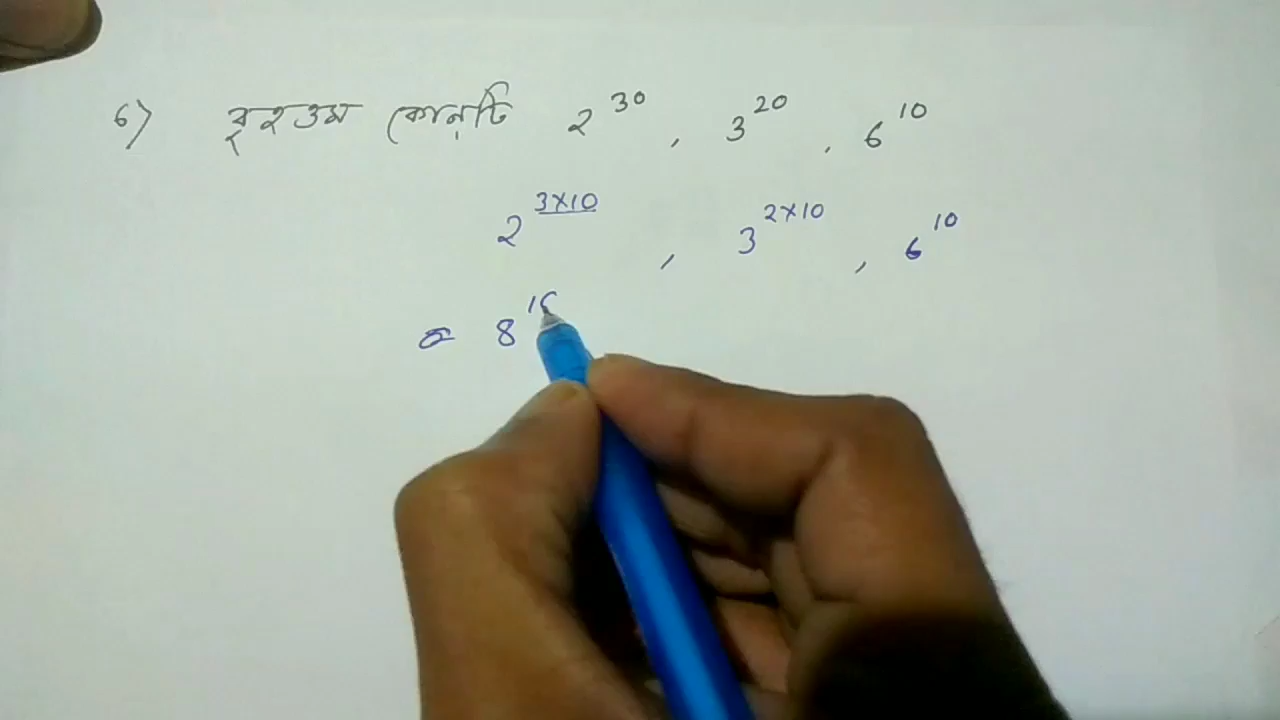 6) বৃহত্তম কোনটি 2^30 , 3^20 , 6^10
2^3×10 , 3^2×10 , 6^10
= 8^10